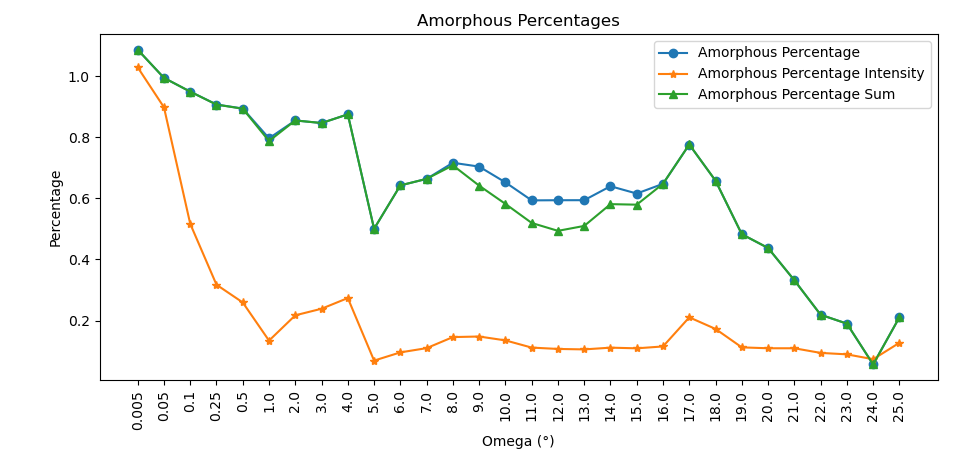 Amorphous Percentages
Amorphous Percentage
Amorphous Percentage Intensity
Amorphous Percentage Sum
Percentage
1.0
0.8
0.6
0.4
0.2
0.005 0.05 0.1 0.25 0.5 1.0 2.0 3.0 4.0 5.0 6.0 7.0 8.0 9.0 10.0 11.0 12.0 13.0 14.0 15.0 16.0 17.0 18.0 19.0 20.0 21.0 22.0 23.0 24.0 25.0
Omega (°)